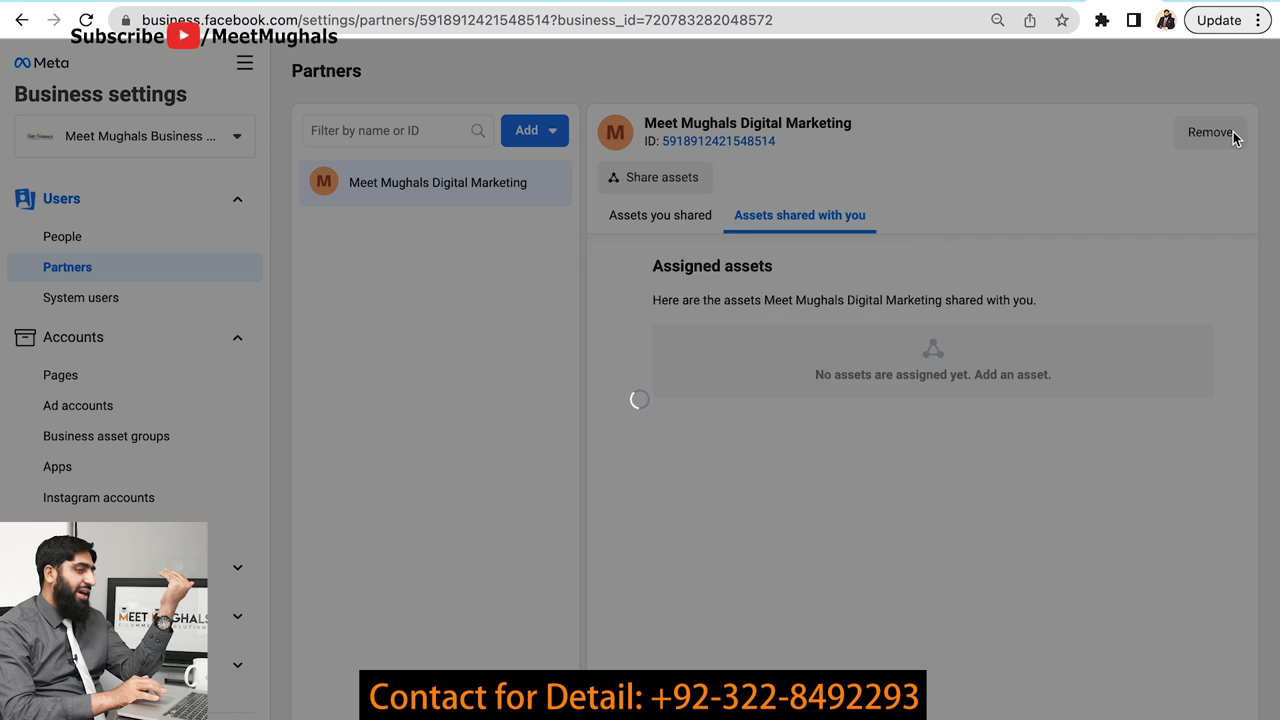 business.facebook.com/settings/partners/5918912421548514?business_id=720783282048572
Update
Subscribe /MeetMughals
Meta
Business settings
Meet Mughals Business ...
Users
People
Partners
System users
Accounts
Pages
Ad accounts
Business asset groups
Apps
Instagram accounts
Partners
Filter by name or ID
Add
M Meet Mughals Digital Marketing
M
Meet Mughals Digital Marketing
ID: 5918912421548514
Remove
Share assets
Assets you shared
Assets shared with you
Assigned assets
Here are the assets Meet Mughals Digital Marketing shared with you.
No assets are assigned yet. Add an asset.
MEET
Contact for Detail: +92-322-8492293